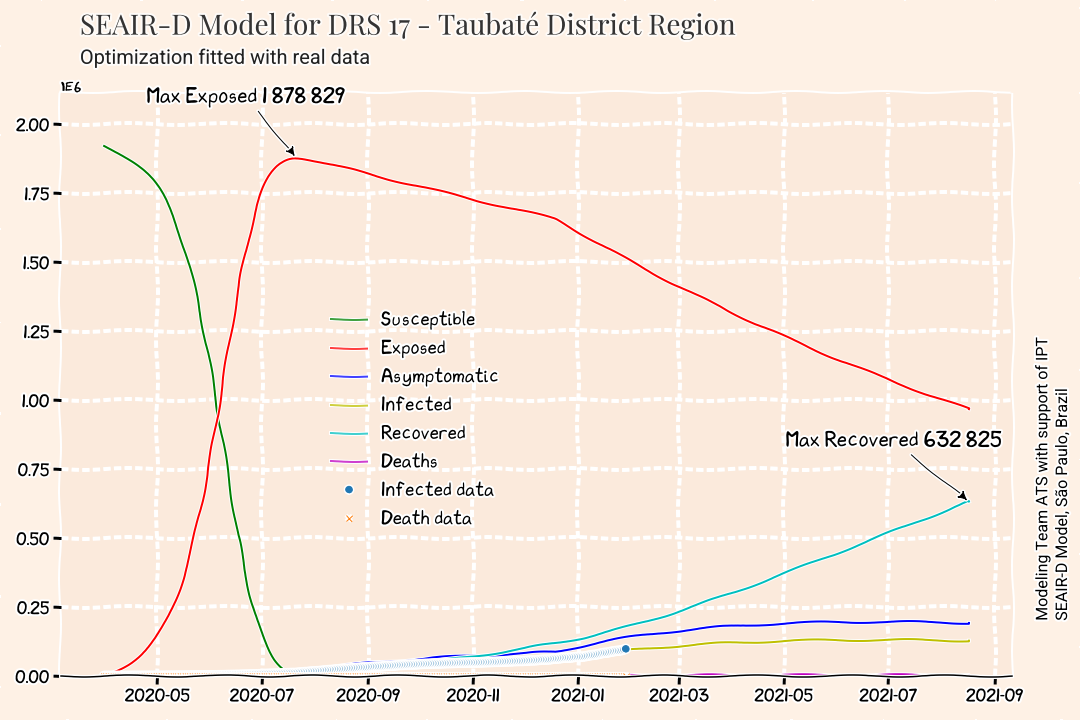 SEAIR-D Model for DRS 17 - Taubaté District Region
Optimization fitted with real data
1E6
Max Exposed 1 878 829
2.00
1.75
1.50
1.25
1.00
0.75
0.50
0.25
0.00
Susceptible
Exposed
Asymptomatic
Infected
Recovered
Deaths
Infected data
Death data
Max Recovered 632 825
2020-05
2020-07
2020-09
2020-11
2021-01
2021-03
2021-05
2021-07
2021-09
Modeling Team ATS with support of IPT
SEAIR-D Model, São Paulo, Brazil